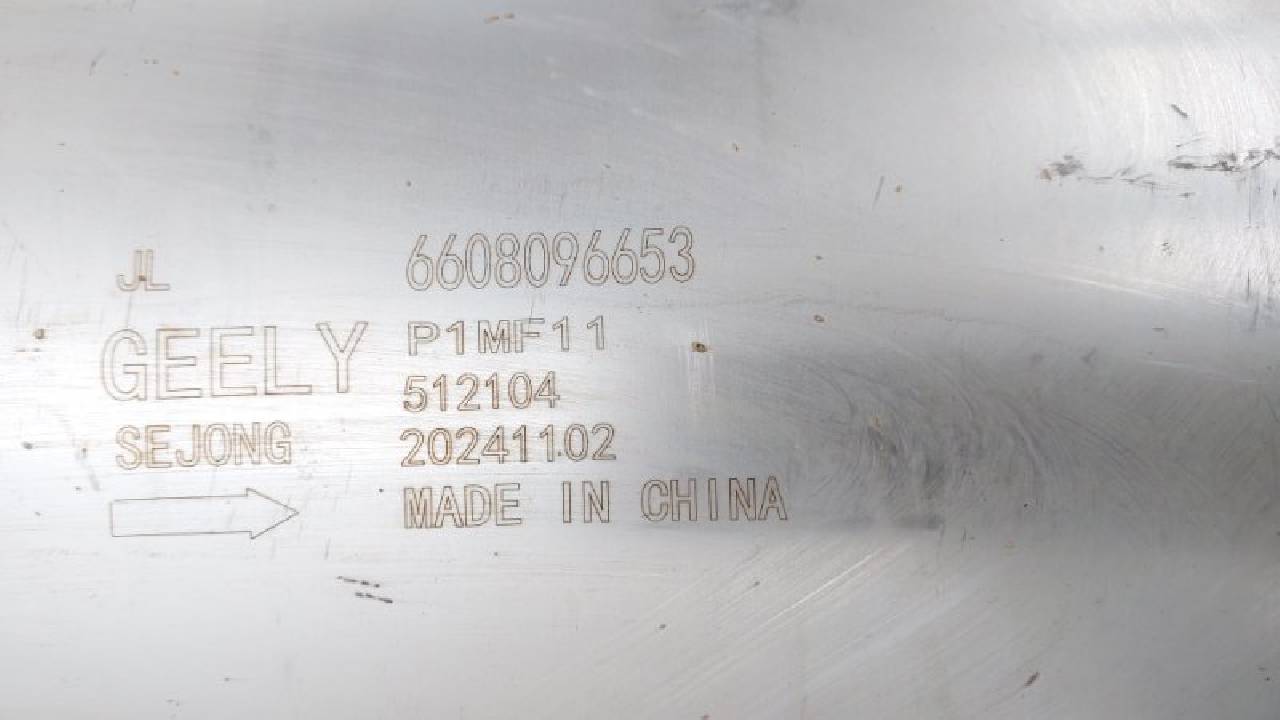 JL 6608096653
GEELY P1MF11
512104
SEJONG 20241102
MADE IN CHINA